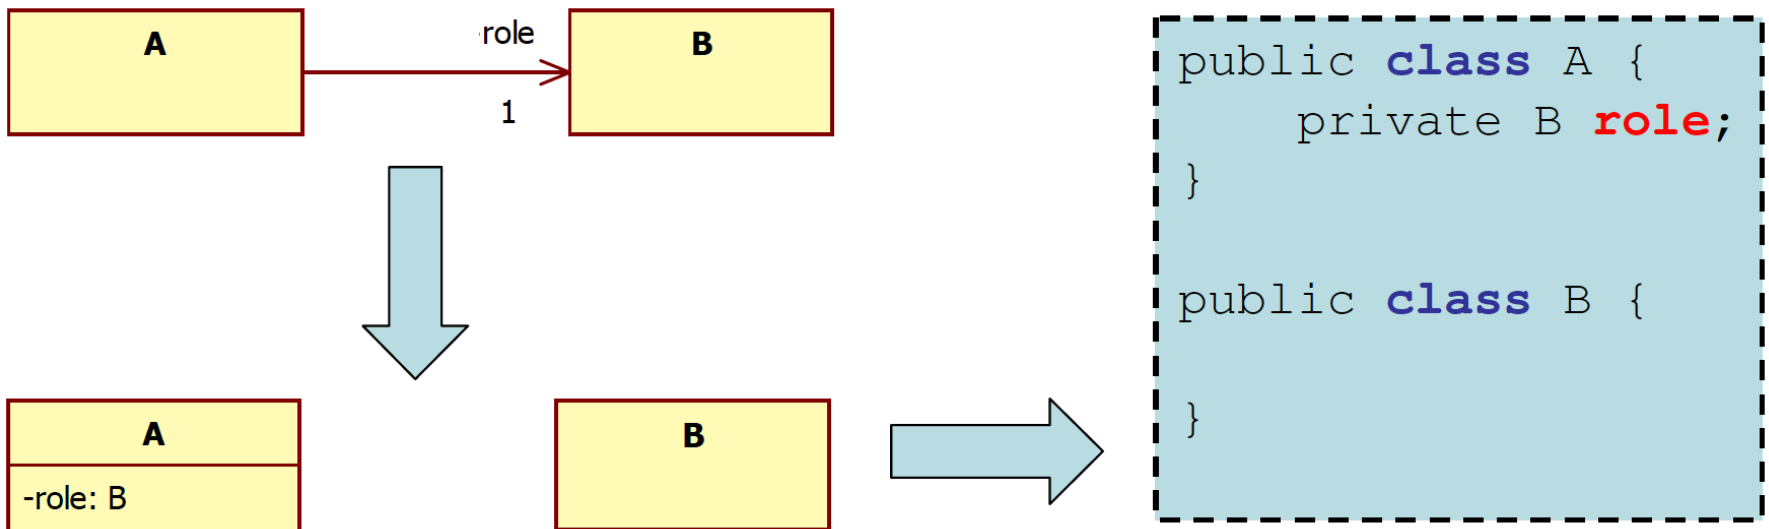 A
-role
1
B
A
-role: B
B
public class A {
    private B role;
}
public class B {
}